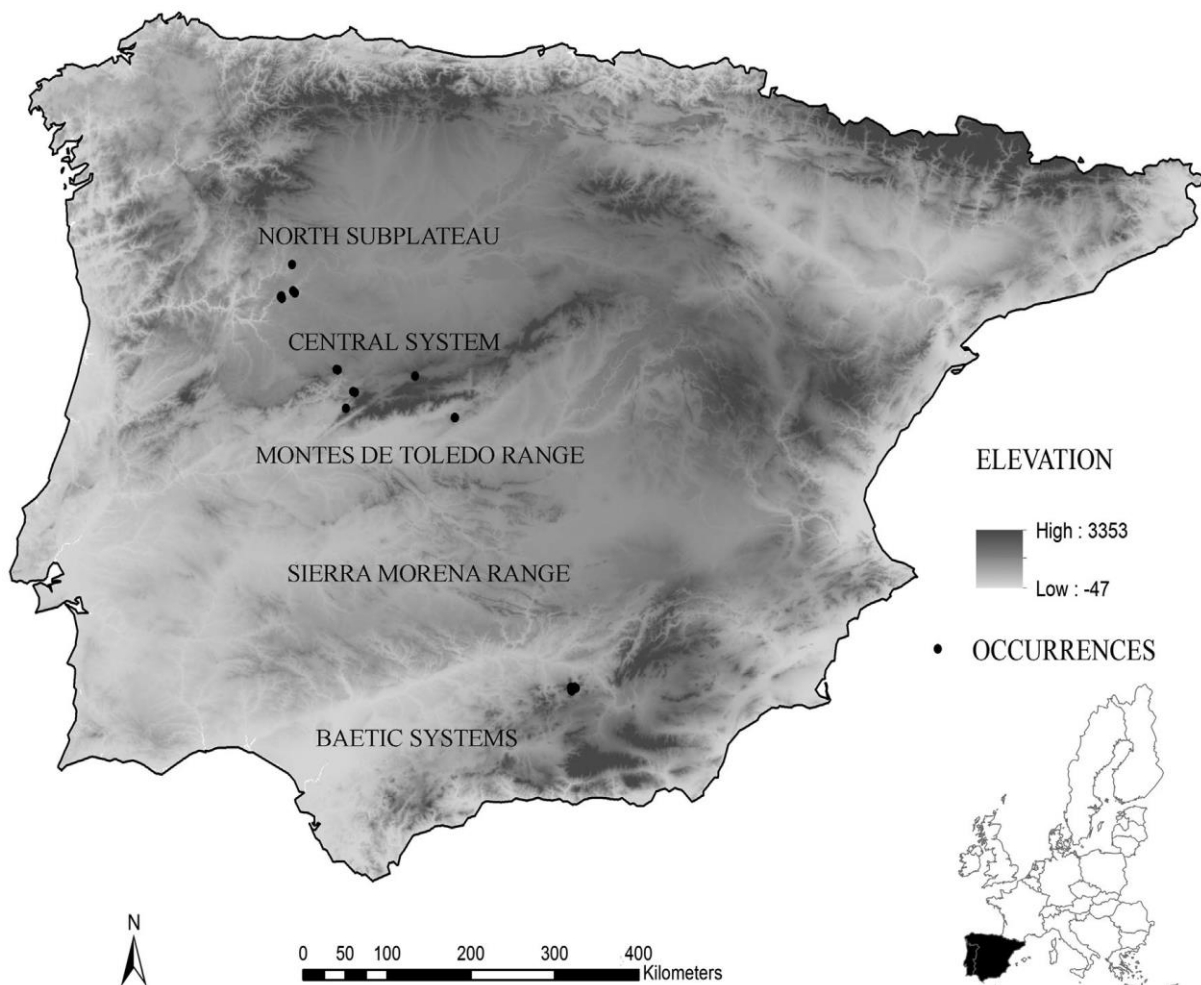 NORTH SUBPLATEAU
CENTRAL SYSTEM
MONTES DE TOLEDO RANGE
ELEVATION
High : 3353
Low : -47
SIERRA MORENA RANGE
OCCURRENCES
BAETIC SYSTEMS
N
0 50 100 200 300 400
Kilometers